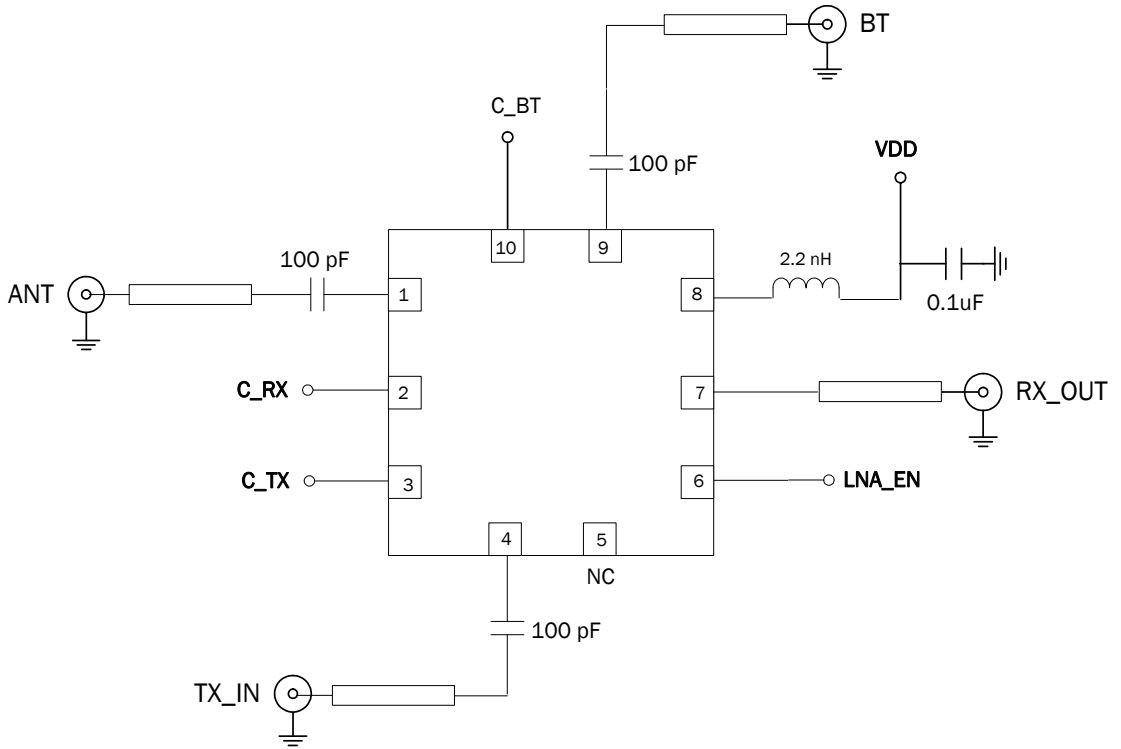 BT
C_BT
100 pF
VDD
10
9
100 pF
2.2 nH
ANT
1
8
0.1uF
C_RX
2
7
RX_OUT
C_TX
3
6
LNA_EN
4
5
NC
100 pF
TX_IN